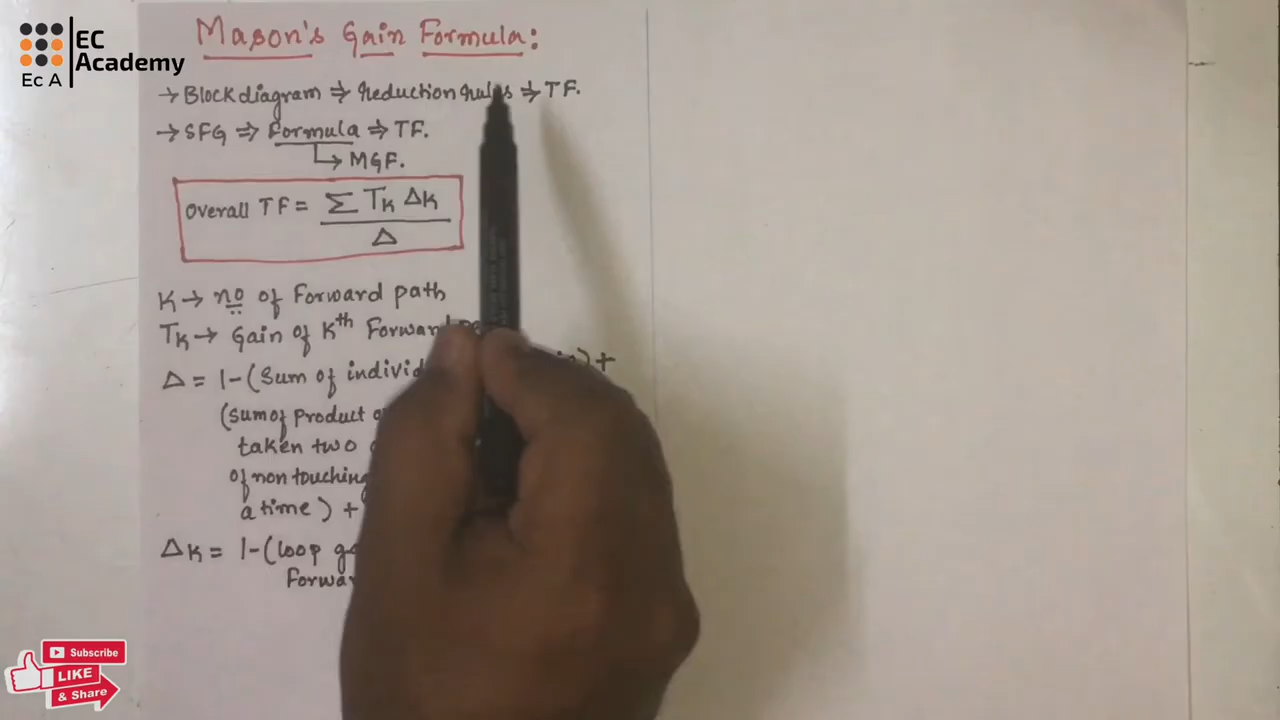 EC
Academy
Ec A
Mason's Gain Formula:
→ Block diagram ⇒ Reduction rules ⇒ TF.
→ SFG ⇒ Formula ⇒ TF.
↳ MGF.
Overall TF = Σ TK ΔK / Δ
K → no of Forward path
TK → Gain of Kth Forward
Δ = 1-(Sum of individ +
(sum of product
taken two
of non touching
a time) +
ΔK = 1-(loop
Forwa
Subscribe
LIKE
& Share